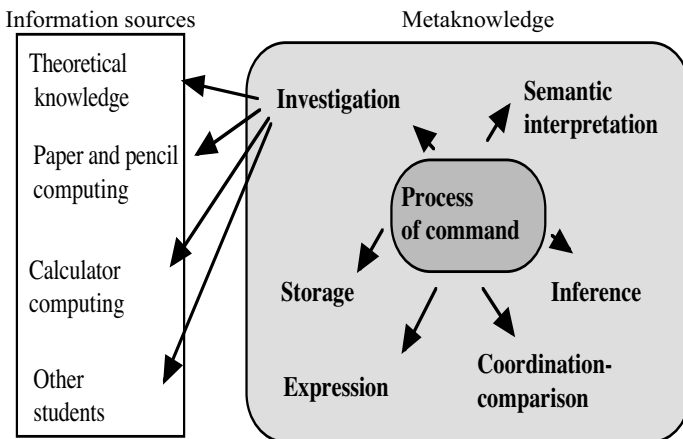 Information sources
Metaknowledge
Theoretical
knowledge
Paper and pencil
computing
Calculator
computing
Other
students
Investigation
Semantic
interpretation
Process
of command
Storage
Inference
Expression
Coordination-
comparison